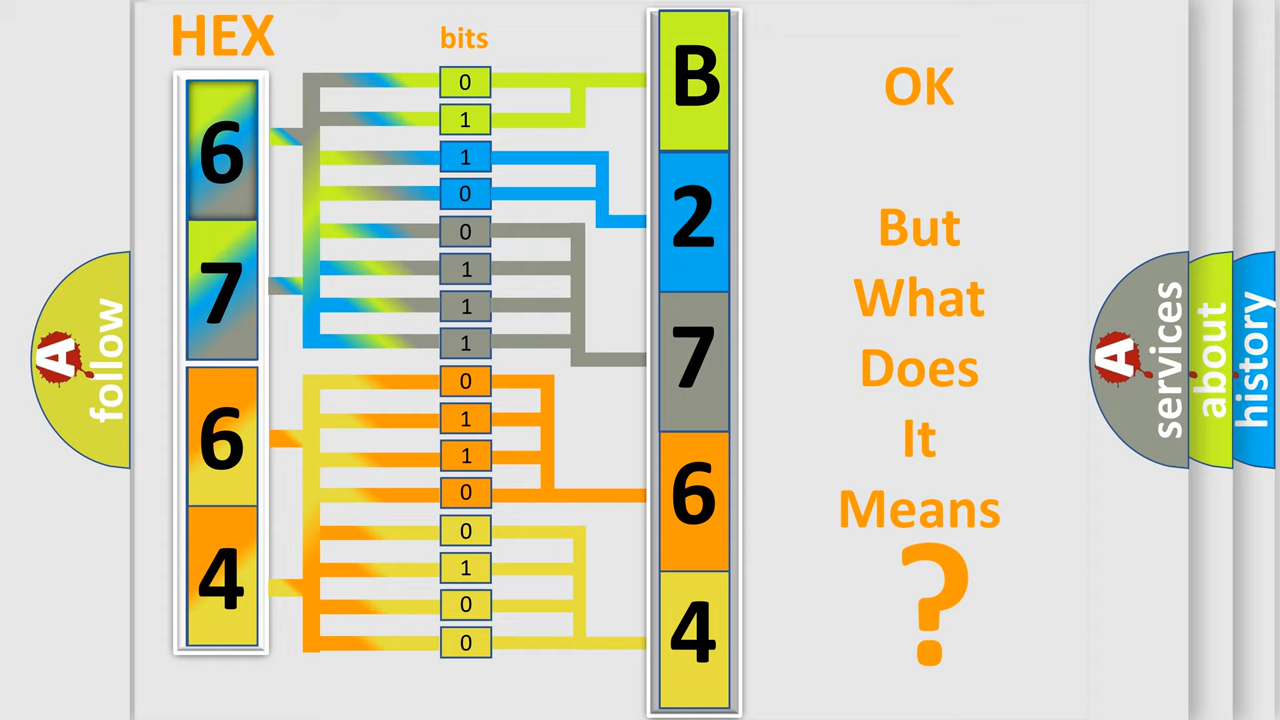 HEX
bits
6
7
6
4
0
1
1
0
0
1
1
1
0
1
1
0
0
1
0
0
B
2
7
6
4
OK
But
What
Does
It
Means
?
A
follow
A
services
about
history